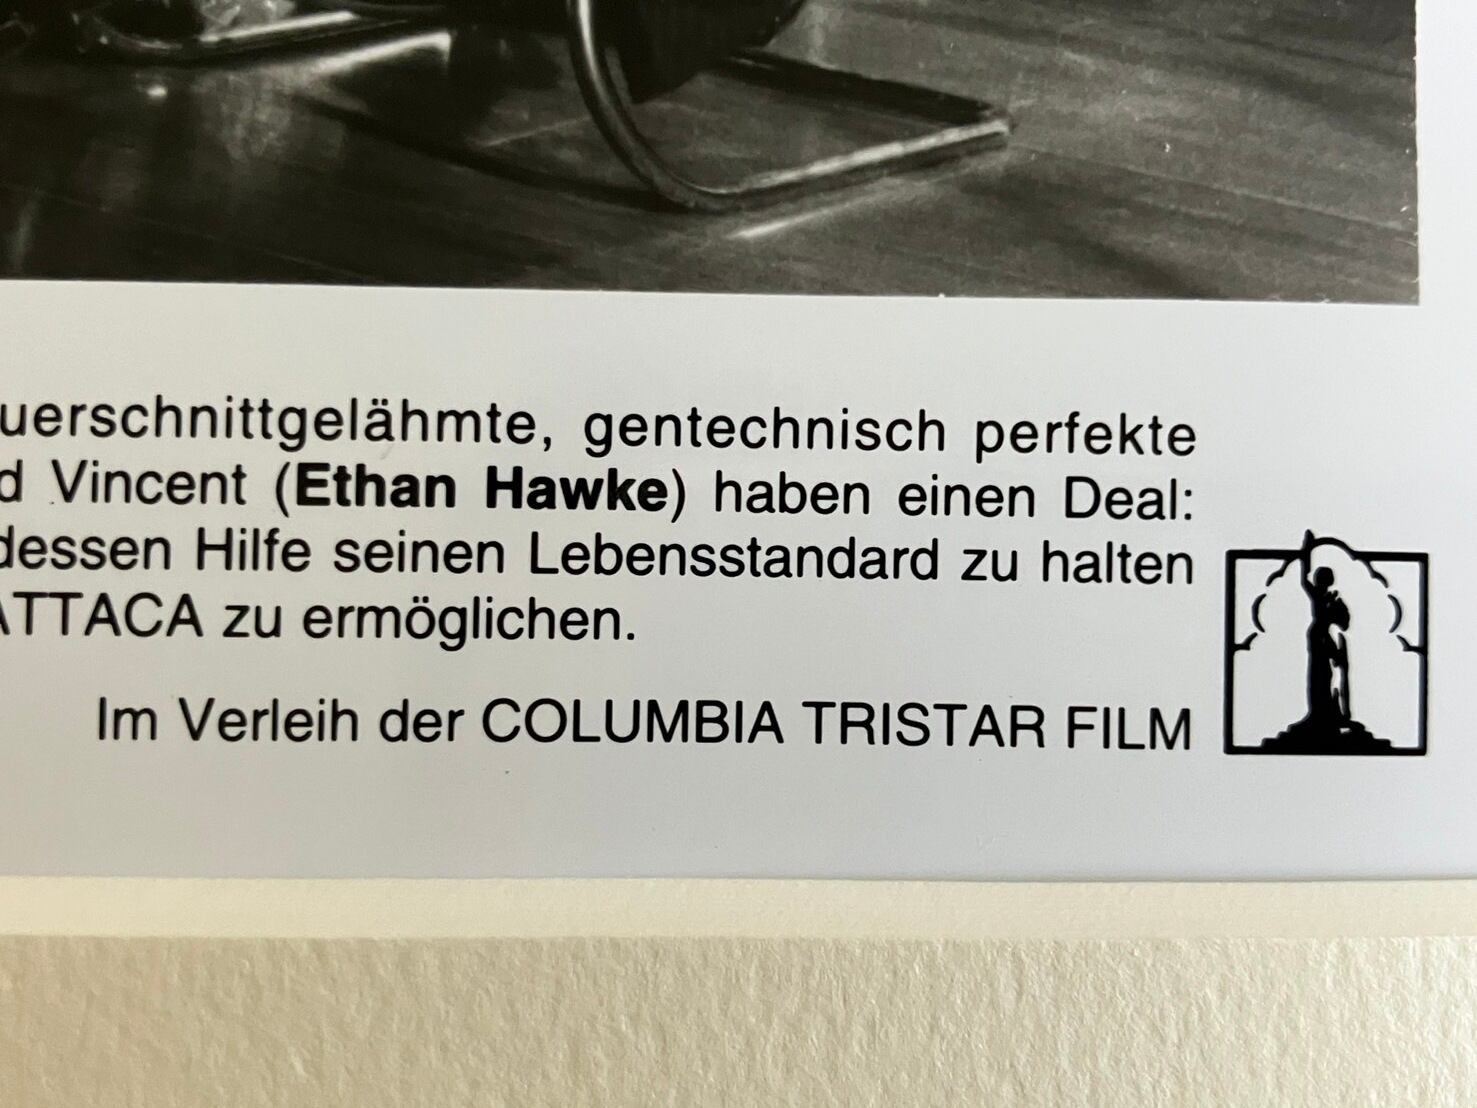 uerschnittgelähmte, gentechnisch perfekte
d Vincent (Ethan Hawke) haben einen Deal:
dessen Hilfe seinen Lebensstandard zu halten
ATTACA zu ermöglichen.
Im Verleih der COLUMBIA TRISTAR FILM